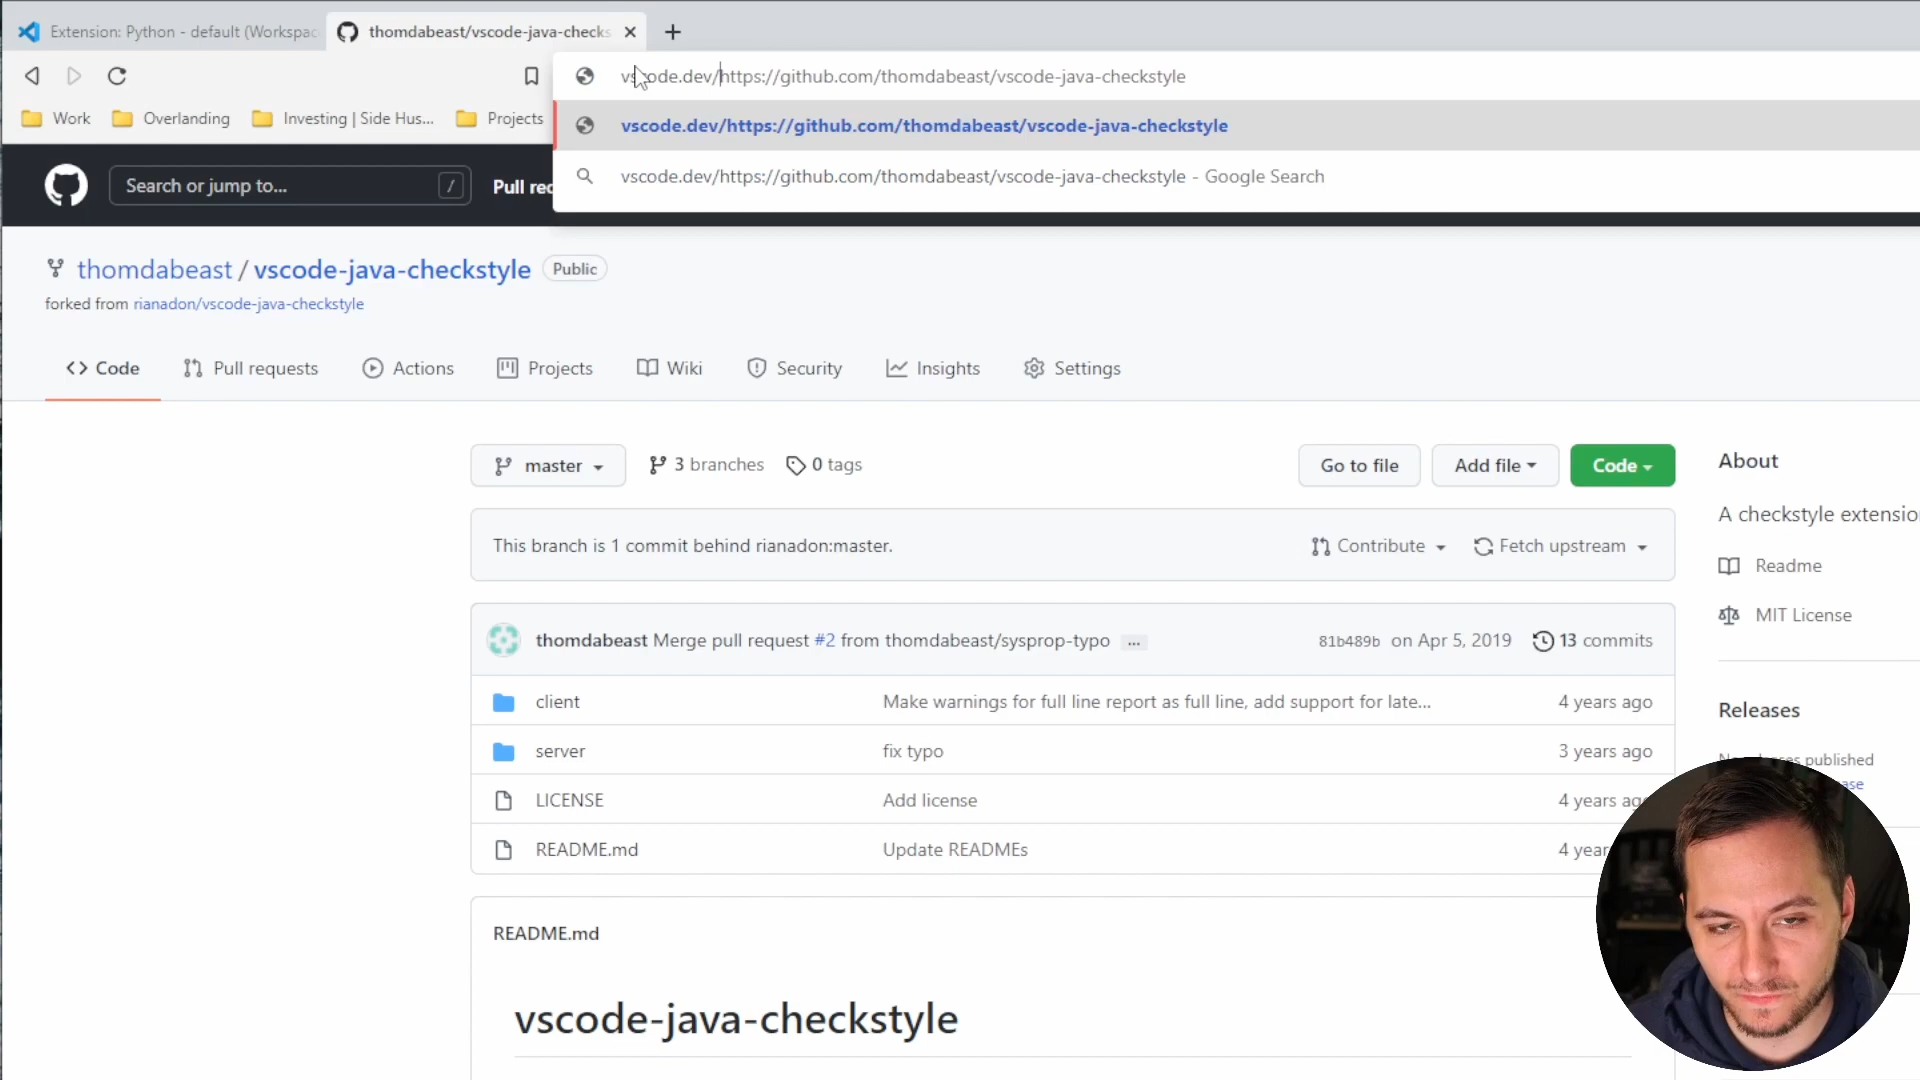 Extension: Python - default (Workspac
thomdabeast/vscode-java-checks
vscode.dev/https://github.com/thomdabeast/vscode-java-checkstyle
Work
Overlanding
Investing | Side Hus...
Projects
vscode.dev/https://github.com/thomdabeast/vscode-java-checkstyle
vscode.dev/https://github.com/thomdabeast/vscode-java-checkstyle - Google Search
Search or jump to...
/
Pull req
thomdabeast / vscode-java-checkstyle
Public
forked from rianadon/vscode-java-checkstyle
<> Code
Pull requests
Actions
Projects
Wiki
Security
Insights
Settings
master
3 branches
0 tags
Go to file
Add file
Code
About
This branch is 1 commit behind rianadon:master.
Contribute
Fetch upstream
A checkstyle extensio
Readme
MIT License
thomdabeast Merge pull request #2 from thomdabeast/sysprop-typo
...
81b489b on Apr 5, 2019
13 commits
client
Make warnings for full line report as full line, add support for late...
4 years ago
server
fix typo
3 years ago
Releases
published
LICENSE
Add license
4 years ago
README.md
Update READMEs
4 year
README.md
vscode-java-checkstyle